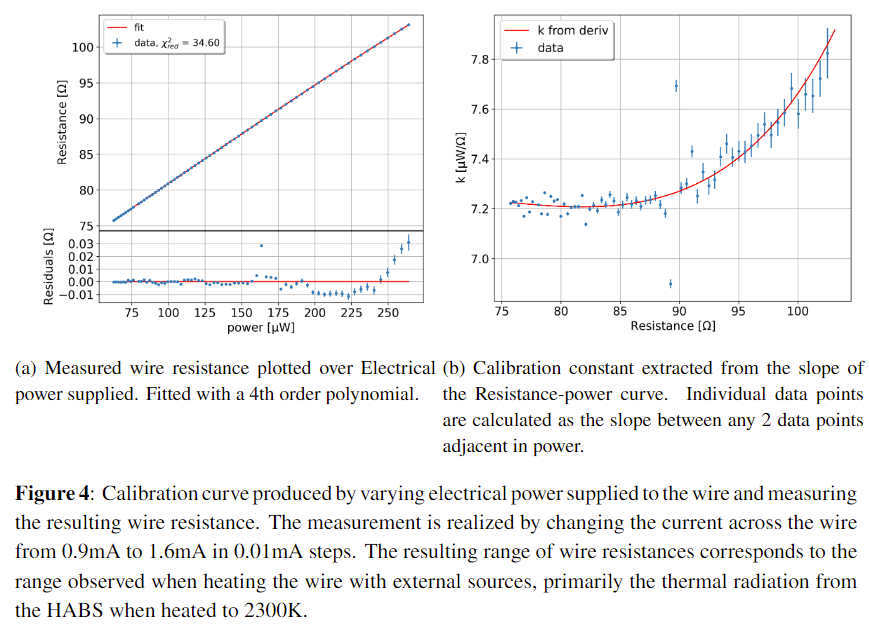 fit
data, χ²red = 34.60
Resistance [Ω]
100
95
90
85
80
75
Residuals [Ω]
0.03
0.02
0.01
0.00
−0.01
75
100
125
150
175
200
225
250
power [µW]
k from deriv
data
k [µW/Ω]
7.8
7.6
7.4
7.2
7.0
75
80
85
90
95
100
Resistance [Ω]
(a) Measured wire resistance plotted over Electrical
power supplied. Fitted with a 4th order polynomial.
(b) Calibration constant extracted from the slope of
the Resistance-power curve. Individual data points
are calculated as the slope between any 2 data points
adjacent in power.
Figure 4: Calibration curve produced by varying electrical power supplied to the wire and measuring
the resulting wire resistance. The measurement is realized by changing the current across the wire
from 0.9mA to 1.6mA in 0.01mA steps. The resulting range of wire resistances corresponds to the
range observed when heating the wire with external sources, primarily the thermal radiation from
the HABS when heated to 2300K.